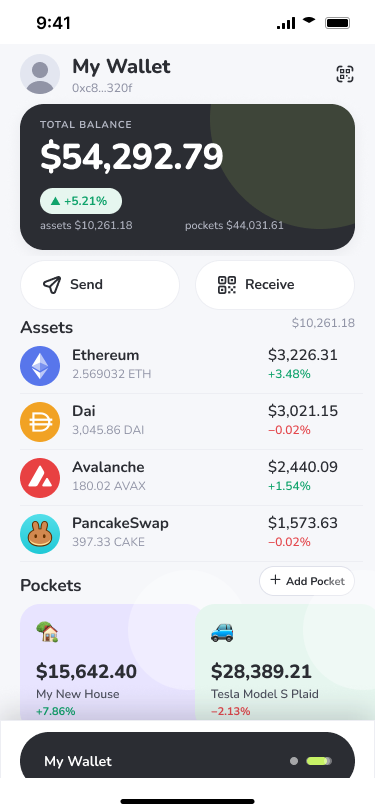 9:41
My Wallet
0xc8...320f
TOTAL BALANCE
$54,292.79
▲ +5.21%
assets $10,261.18 pockets $44,031.61
Send Receive
Assets $10,261.18
Ethereum $3,226.31
2.569032 ETH +3.48%
Dai $3,021.15
3,045.86 DAI −0.02%
Avalanche $2,440.09
180.02 AVAX +1.54%
PancakeSwap $1,573.63
397.33 CAKE −0.02%
Pockets + Add Pocket
$15,642.40 $28,389.21
My New House Tesla Model S Plaid
+7.86% −2.13%
My Wallet